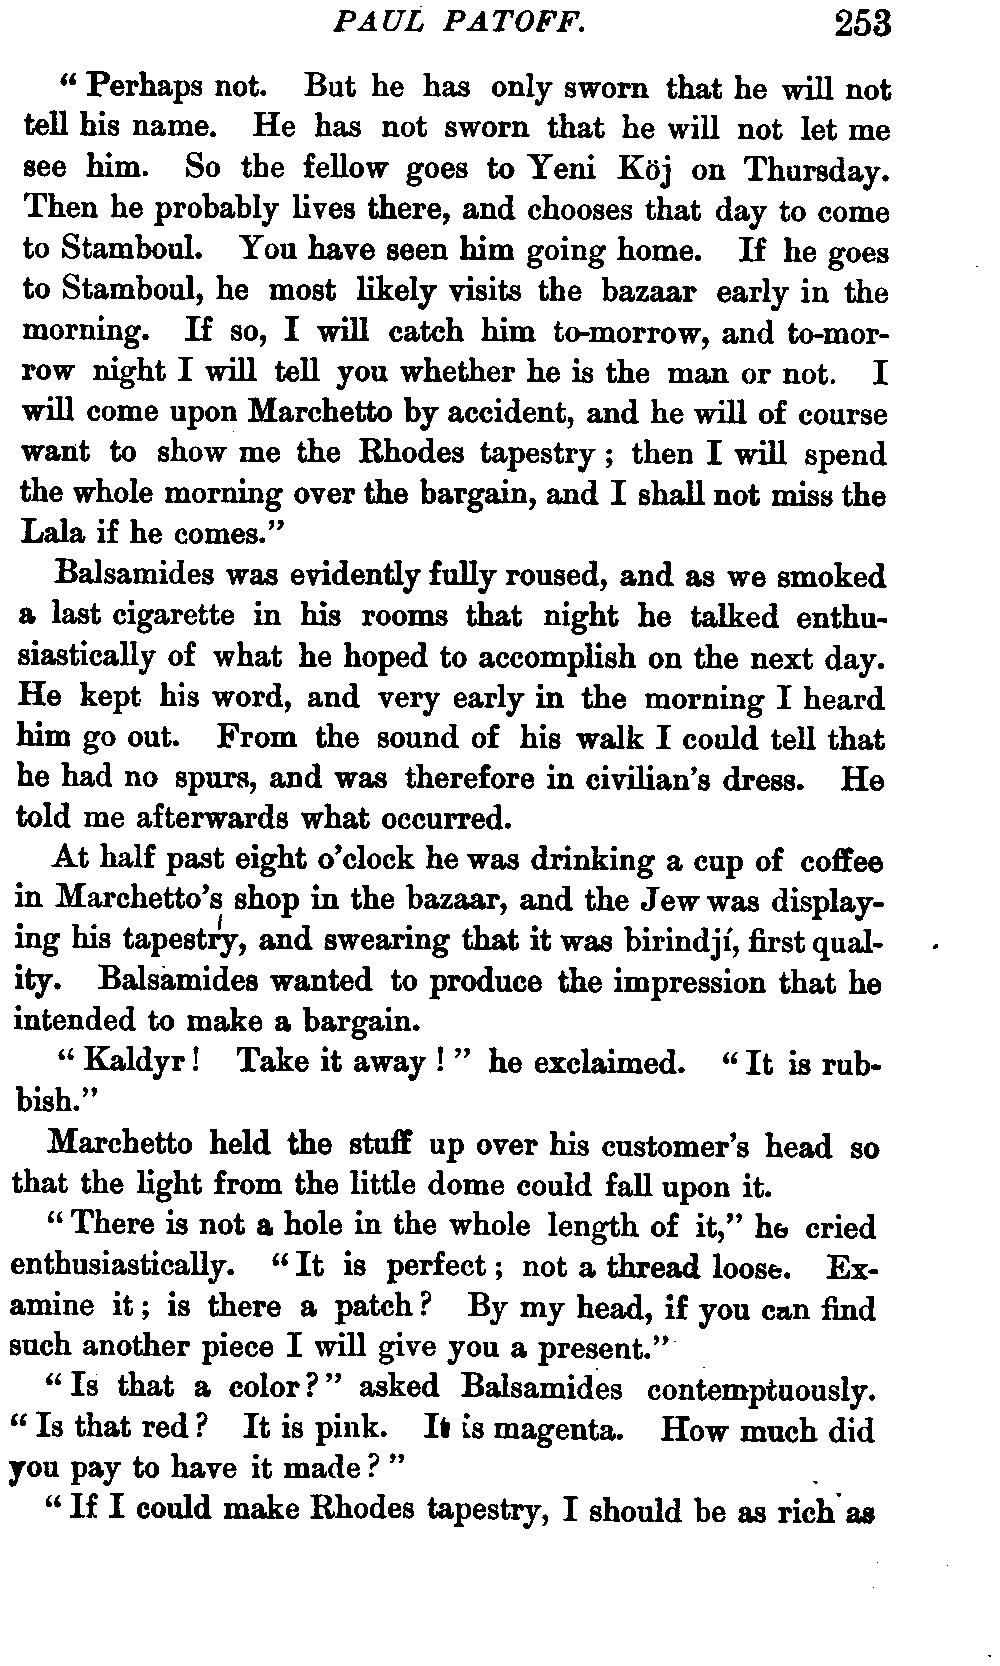 PAUL PATOFF. 253
“Perhaps not. But he has only sworn that he will not
tell his name. He has not sworn that he will not let me
see him. So the fellow goes to Yeni Köj on Thursday.
Then he probably lives there, and chooses that day to come
to Stamboul. You have seen him going home. If he goes
to Stamboul, he most likely visits the bazaar early in the
morning. If so, I will catch him to-morrow, and to-mor-
row night I will tell you whether he is the man or not. I
will come upon Marchetto by accident, and he will of course
want to show me the Rhodes tapestry; then I will spend
the whole morning over the bargain, and I shall not miss the
Lala if he comes.”
Balsamides was evidently fully roused, and as we smoked
a last cigarette in his rooms that night he talked enthu-
siastically of what he hoped to accomplish on the next day.
He kept his word, and very early in the morning I heard
him go out. From the sound of his walk I could tell that
he had no spurs, and was therefore in civilian’s dress. He
told me afterwards what occurred.
At half past eight o’clock he was drinking a cup of coffee
in Marchetto’s shop in the bazaar, and the Jew was display-
ing his tapestry, and swearing that it was birindjí, first qual-
ity. Balsamides wanted to produce the impression that he
intended to make a bargain.
“Kaldyr! Take it away!” he exclaimed. “It is rub-
bish.”
Marchetto held the stuff up over his customer’s head so
that the light from the little dome could fall upon it.
“There is not a hole in the whole length of it,” he cried
enthusiastically. “It is perfect; not a thread loose. Ex-
amine it; is there a patch? By my head, if you can find
such another piece I will give you a present.”
“Is that a color?” asked Balsamides contemptuously.
“Is that red? It is pink. It is magenta. How much did
you pay to have it made?”
“If I could make Rhodes tapestry, I should be as rich as